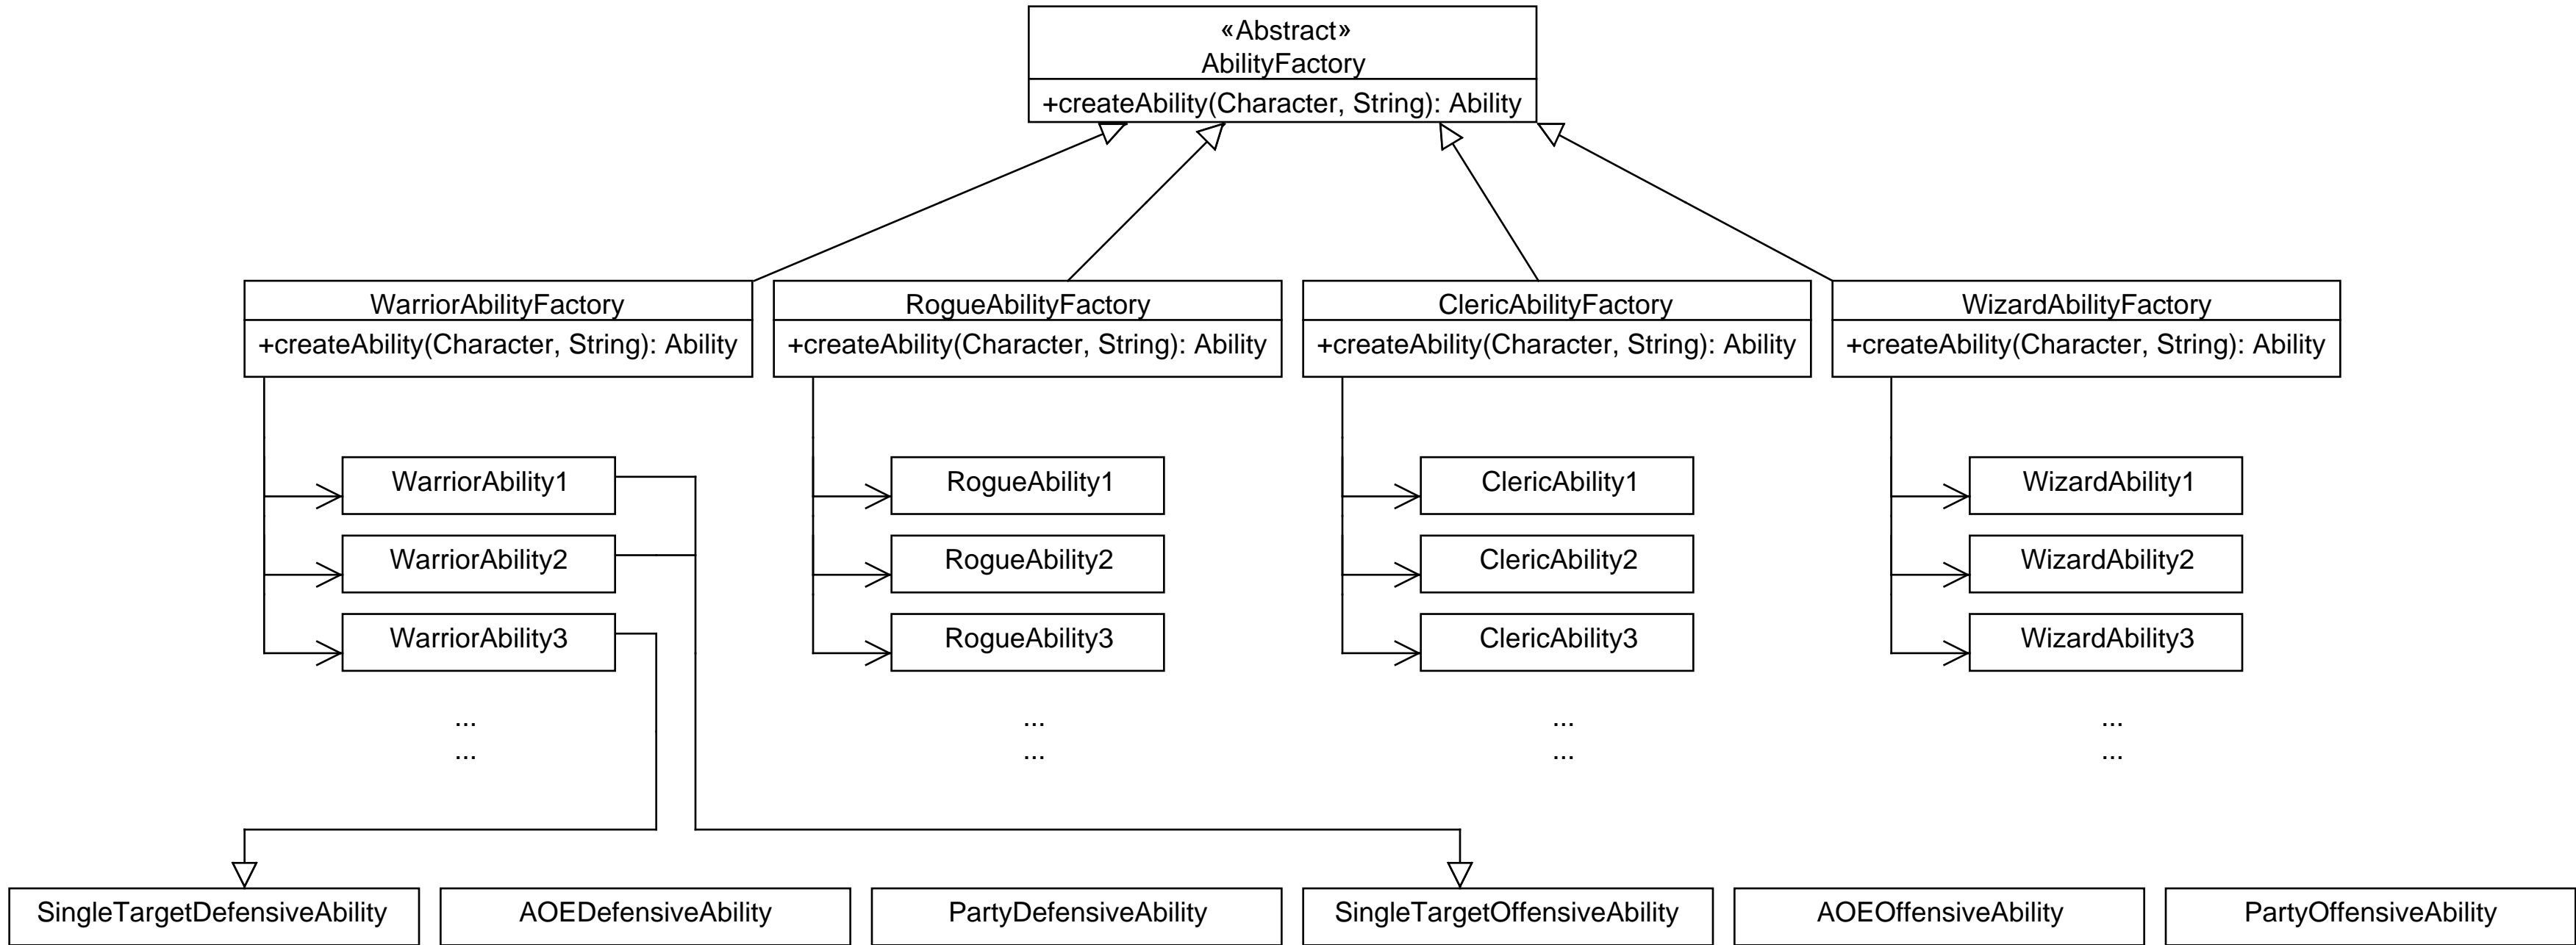 «Abstract»
AbilityFactory
+createAbility(Character, String): Ability
WarriorAbilityFactory
+createAbility(Character, String): Ability
RogueAbilityFactory
+createAbility(Character, String): Ability
ClericAbilityFactory
+createAbility(Character, String): Ability
WizardAbilityFactory
+createAbility(Character, String): Ability
WarriorAbility1
WarriorAbility2
WarriorAbility3
...
...
RogueAbility1
RogueAbility2
RogueAbility3
...
...
ClericAbility1
ClericAbility2
ClericAbility3
...
...
WizardAbility1
WizardAbility2
WizardAbility3
...
...
SingleTargetDefensiveAbility
AOEDefensiveAbility
PartyDefensiveAbility
SingleTargetOffensiveAbility
AOEOffensiveAbility
PartyOffensiveAbility